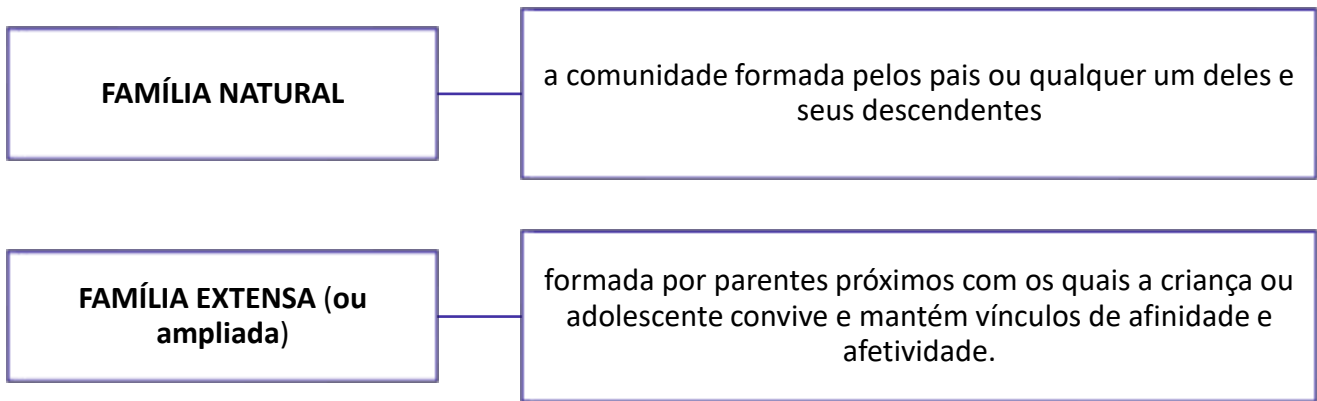 FAMÍLIA NATURAL
a comunidade formada pelos pais ou qualquer um deles e
seus descendentes
FAMÍLIA EXTENSA (ou
ampliada)
formada por parentes próximos com os quais a criança ou
adolescente convive e mantém vínculos de afinidade e
afetividade.